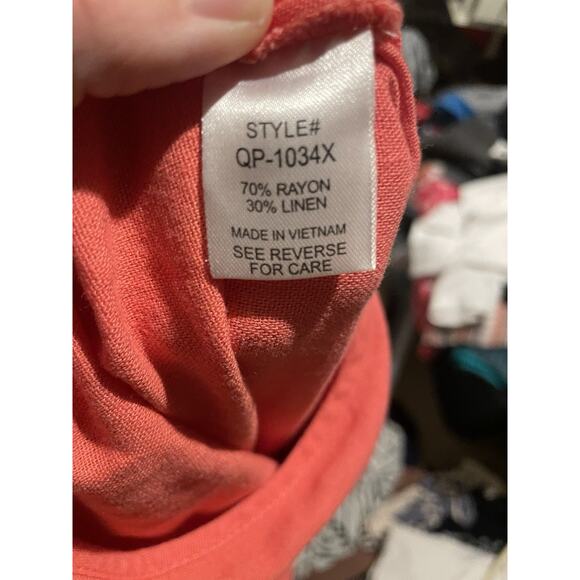 STYLE#
QP-1034X
70% RAYON
30% LINEN
MADE IN VIETNAM
SEE REVERSE
FOR CARE